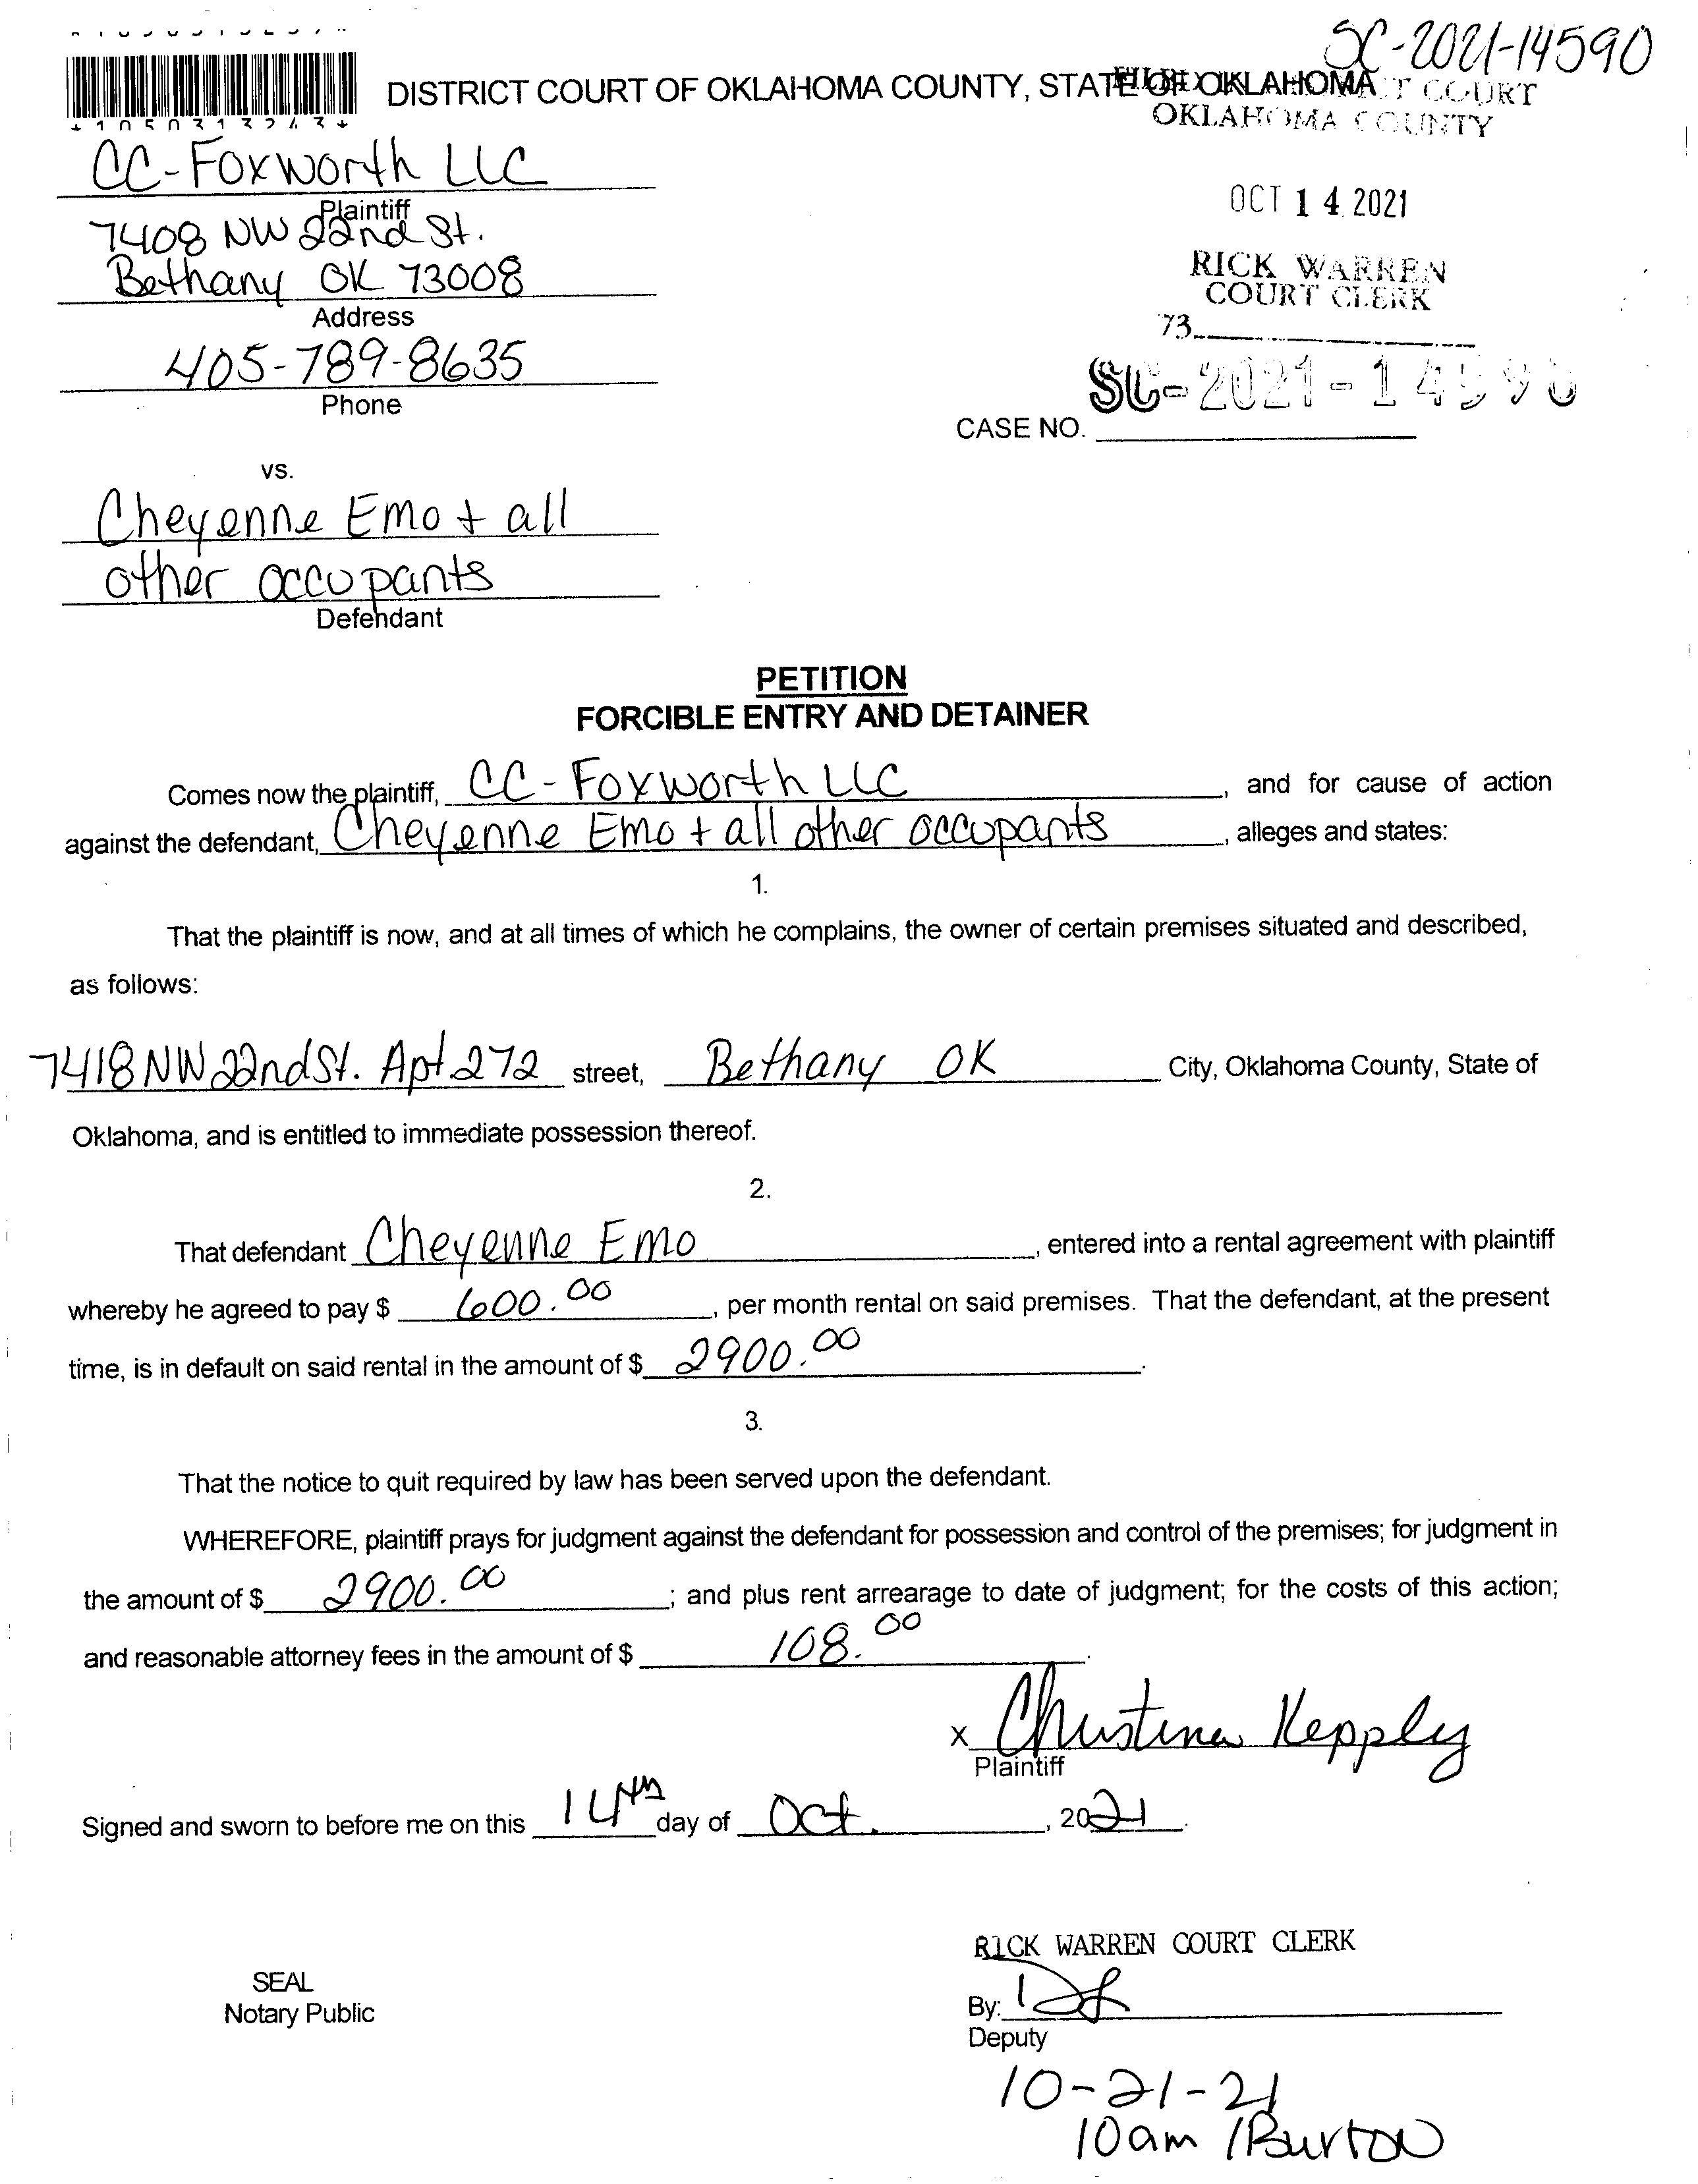 SC-2021-14590
DISTRICT COURT OF OKLAHOMA COUNTY, STATE OF OKLAHOMA
COURT
OKLAHOMA COUNTY
CC-Foxworth LLC
Plaintiff
OCT 14 2021
7408 NW 22nd St.
Bethany OK 73008
RICK WARREN
COURT CLERK
Address
73
405-789-8635
Phone
SC-2021-14590
CASE NO.
vs.
Cheyenne Emo + all
other occupants
Defendant
PETITION
FORCIBLE ENTRY AND DETAINER
Comes now the plaintiff, CC-Foxworth LLC, and for cause of action
against the defendant, Cheyenne Emo + all other occupants, alleges and states:
1.
That the plaintiff is now, and at all times of which he complains, the owner of certain premises situated and described,
as follows:
7418 NW 22nd St. Apt. 272 street, Bethany OK City, Oklahoma County, State of
Oklahoma, and is entitled to immediate possession thereof.
2.
That defendant Cheyenne Emo, entered into a rental agreement with plaintiff
whereby he agreed to pay $ 600.00, per month rental on said premises. That the defendant, at the present
time, is in default on said rental in the amount of $ 2900.00.
3.
That the notice to quit required by law has been served upon the defendant.
WHEREFORE, plaintiff prays for judgment against the defendant for possession and control of the premises; for judgment in
the amount of $ 2900.00; and plus rent arrearage to date of judgment; for the costs of this action;
and reasonable attorney fees in the amount of $ 108.00.
x Christina Kepply
Plaintiff
Signed and sworn to before me on this 14th day of Oct., 2021.
RICK WARREN COURT CLERK
SEAL
Notary Public
By:
Deputy
10-21-21
10am /Burton